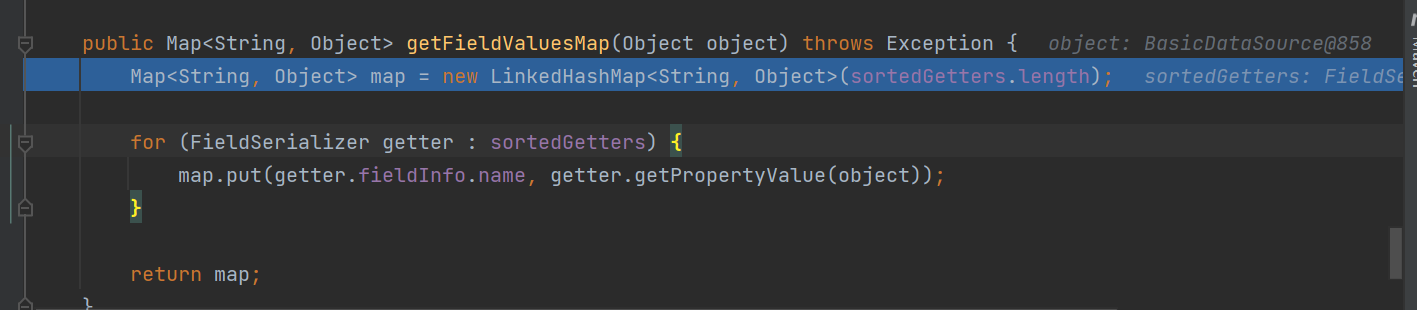 public Map<String, Object> getFieldValuesMap(Object object) throws Exception {   object: BasicDataSource@858
Map<String, Object> map = new LinkedHashMap<String, Object>(sortedGetters.length);   sortedGetters: FieldSe
for (FieldSerializer getter : sortedGetters) {
map.put(getter.fieldInfo.name, getter.getPropertyValue(object));
}
return map;
}